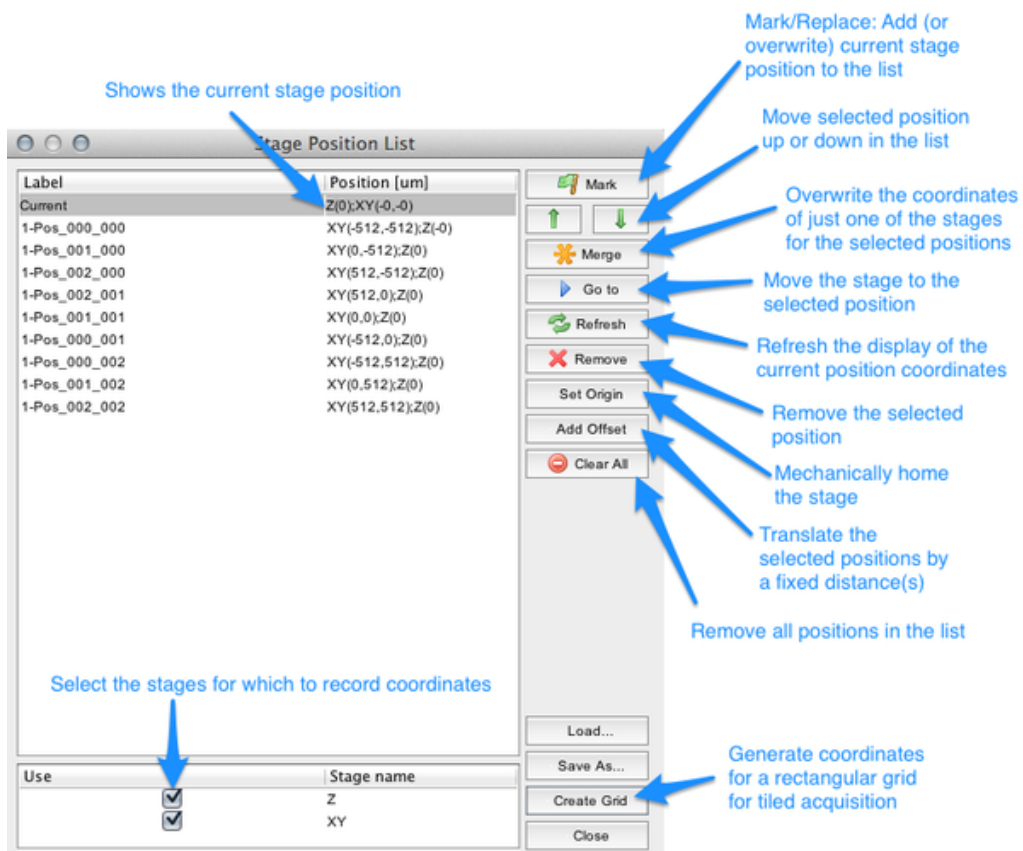 Mark/Replace: Add (or
overwrite) current stage
position to the list
Shows the current stage position
Move selected position
up or down in the list
Stage Position List
Label
Position [um]
Mark
Current
Z(0);XY(-0,-0)
1-Pos_000_000
XY(-512,-512);Z(-0)
1-Pos_001_000
XY(0,-512);Z(0)
1-Pos_002_000
XY(512,-512);Z(0)
1-Pos_002_001
XY(512,0);Z(0)
1-Pos_001_001
XY(0,0);Z(0)
1-Pos_000_001
XY(-512,0);Z(0)
1-Pos_000_002
XY(-512,512);Z(0)
1-Pos_001_002
XY(0,512);Z(0)
1-Pos_002_002
XY(512,512);Z(0)
Merge
Go to
Refresh
Remove
Set Origin
Add Offset
Clear All
Overwrite the coordinates
of just one of the stages
for the selected positions
Move the stage to the
selected position
Refresh the display of the
current position coordinates
Remove the selected
position
Mechanically home
the stage
Translate the
selected positions by
a fixed distance(s)
Remove all positions in the list
Select the stages for which to record coordinates
Load...
Save As...
Create Grid
Close
Use
Stage name
Z
XY
Generate coordinates
for a rectangular grid
for tiled acquisition